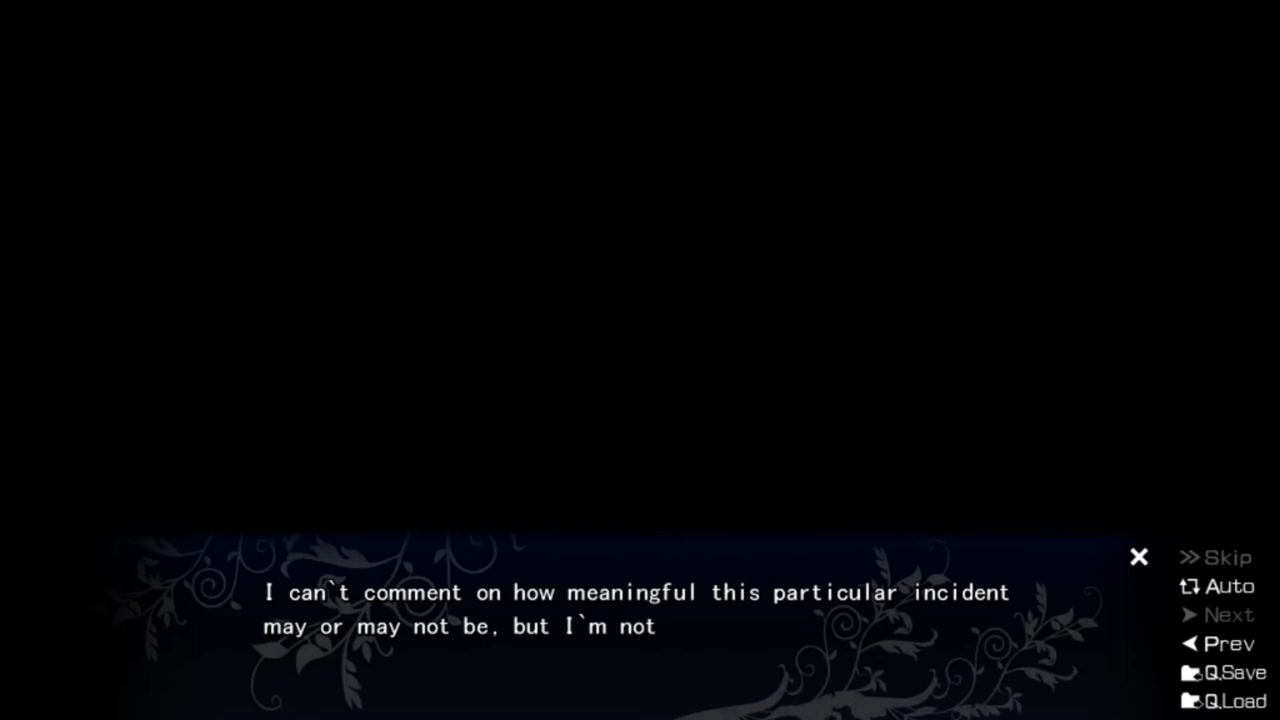 I can`t comment on how meaningful this particular incident
may or may not be, but I`m not
Skip
Auto
Next
Prev
Q.Save
Q.Load